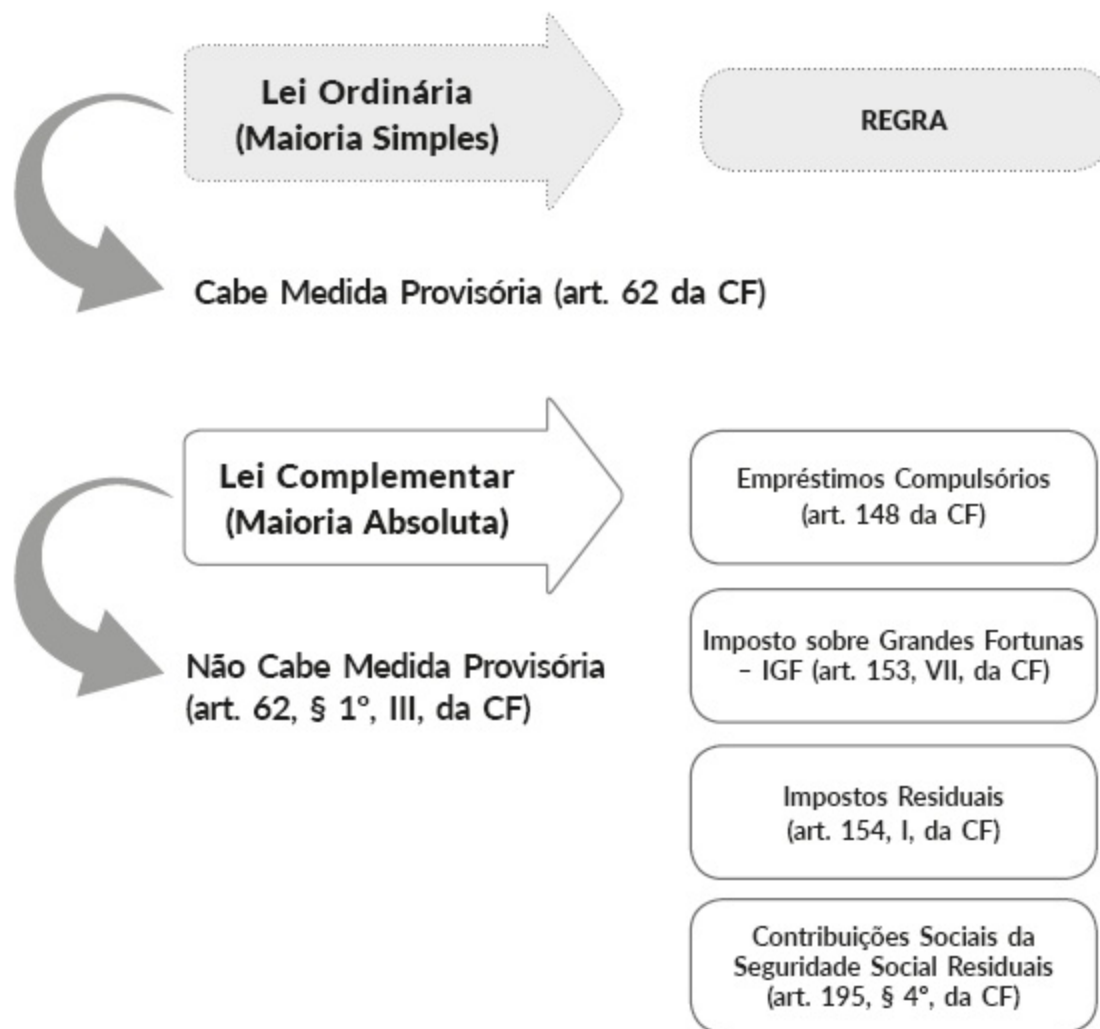 Lei Ordinária
(Maioria Simples)
REGRA
Cabe Medida Provisória (art. 62 da CF)
Lei Complementar
(Maioria Absoluta)
Não Cabe Medida Provisória
(art. 62, § 1º, III, da CF)
Empréstimos Compulsórios
(art. 148 da CF)
Imposto sobre Grandes Fortunas
– IGF (art. 153, VII, da CF)
Impostos Residuais
(art. 154, I, da CF)
Contribuições Sociais da
Seguridade Social Residuais
(art. 195, § 4º, da CF)